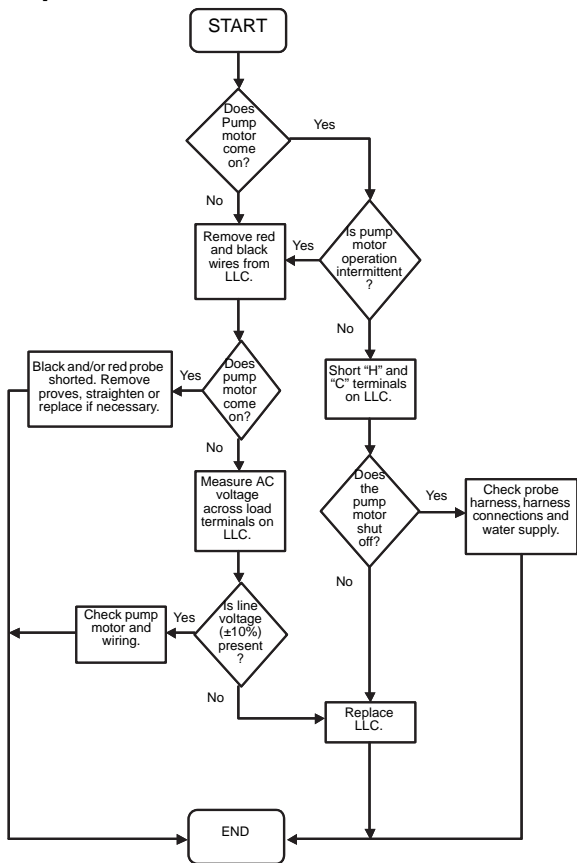 START
Does
Pump
motor
come
on?
Yes
No
Remove red
and black
wires from
LLC.
Yes
Is pump
motor
operation
intermittent
?
No
Black and/or red probe
shorted. Remove
proves, straighten or
replace if necessary.
Yes
Does
pump
motor
come
on?
Short “H” and
“C” terminals
on LLC.
No
Measure AC
voltage
across load
terminals on
LLC.
Does
the
pump
motor
shut
off?
Yes
Check probe
harness, harness
connections and
water supply.
No
Check pump
motor and
wiring.
Yes
Is line
voltage
(±10%)
present
?
No
Replace
LLC.
END